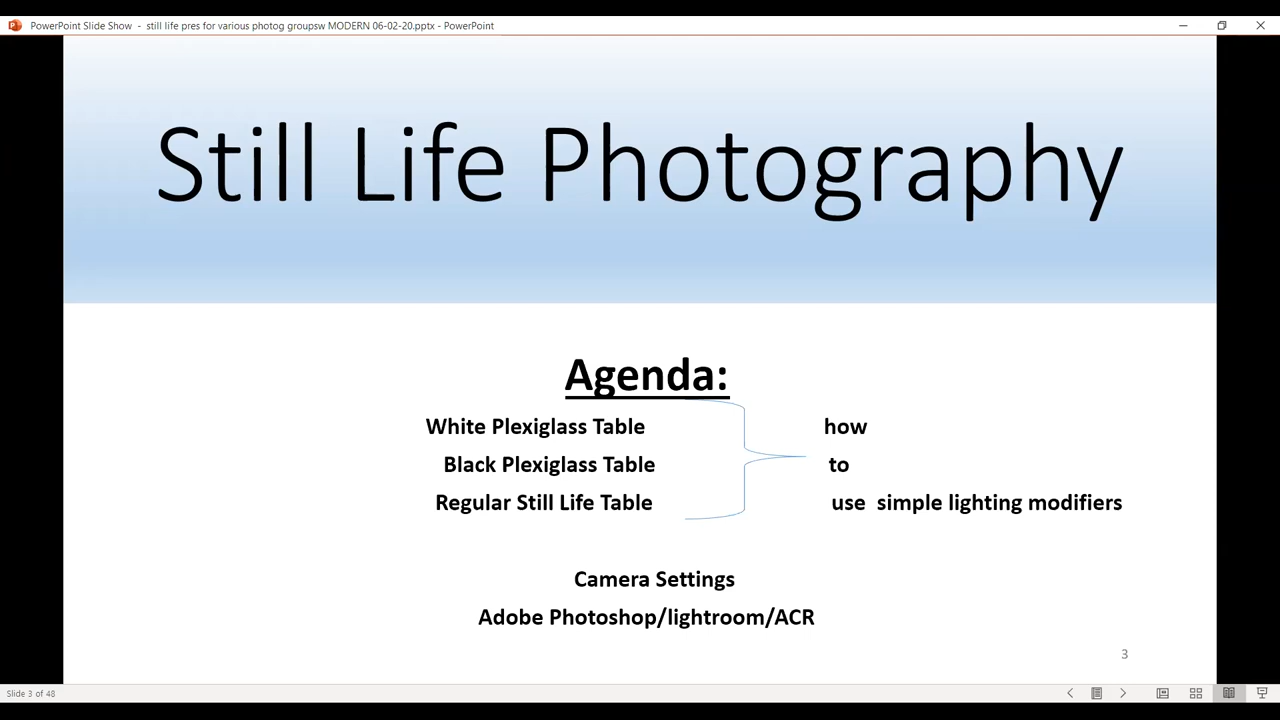 PowerPoint Slide Show - still life pres for various photog groupsw MODERN 06-02-20.pptx - PowerPoint
Still Life Photography
Agenda:
White Plexiglass Table how
Black Plexiglass Table to
Regular Still Life Table use simple lighting modifiers
Camera Settings
Adobe Photoshop/lightroom/ACR
3
Slide 3 of 48